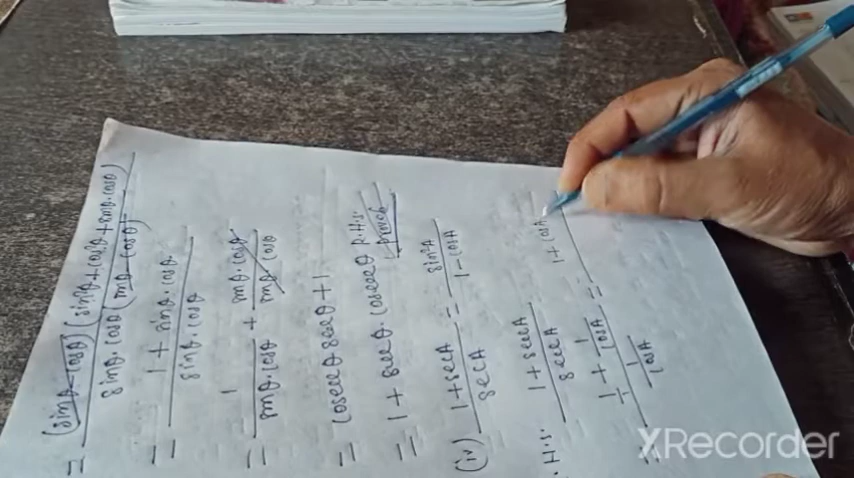 = (sinθ - cosθ)(sin²θ + cos²θ + sinθ.cosθ) / sinθ.cosθ (sinθ - cosθ)
= 1 + sinθ.cosθ / sinθ.cosθ
= 1 / sinθ.cosθ + sinθ.cosθ / sinθ.cosθ
= cosecθ secθ + 1
= 1 + secθ.cosecθ R.H.S.
proved
(iv) 1 + secA / secA = sin²A / 1 - cosA
.H.S. 1 + secA / secA
= 1/1 + 1/cosA / 1/cosA = 1 + cosA
XRecorder